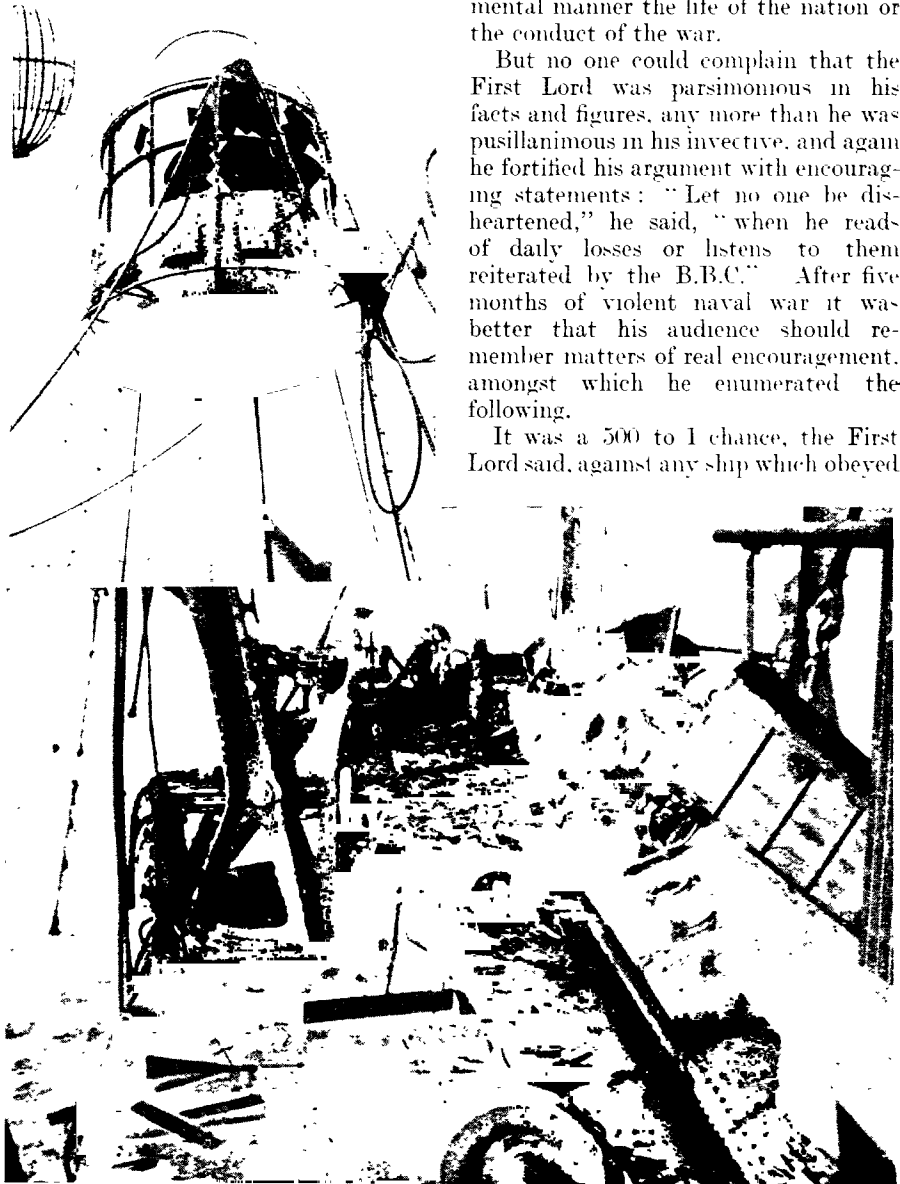 mental manner the life of the nation or
the conduct of the war.
But no one could complain that the
First Lord was parsimonious in his
facts and figures, any more than he was
pusillanimous in his invective, and again
he fortified his argument with encourag-
ing statements : “ Let no one be dis-
heartened,” he said, “ when he reads
of daily losses or listens to them
reiterated by the B.B.C.” After five
months of violent naval war it was
better that his audience should re-
member matters of real encouragement,
amongst which he enumerated the
following.
It was a 500 to 1 chance, the First
Lord said, against any ship which obeyed